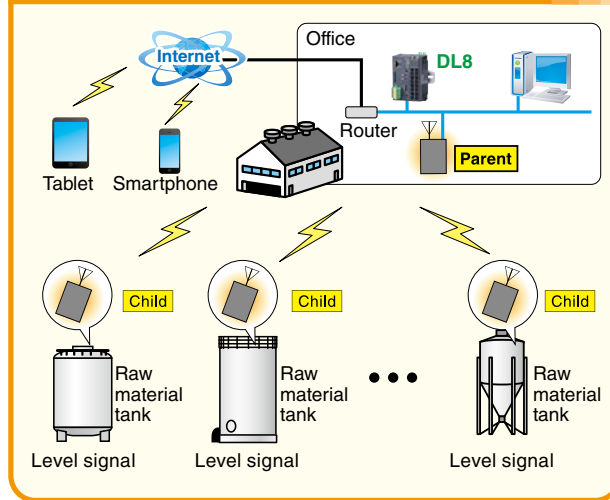 Office
Internet
DL8
Router
Parent
Tablet
Smartphone
Child
Child
Child
Raw
material
tank
Raw
material
tank
Raw
material
tank
Level signal
Level signal
Level signal